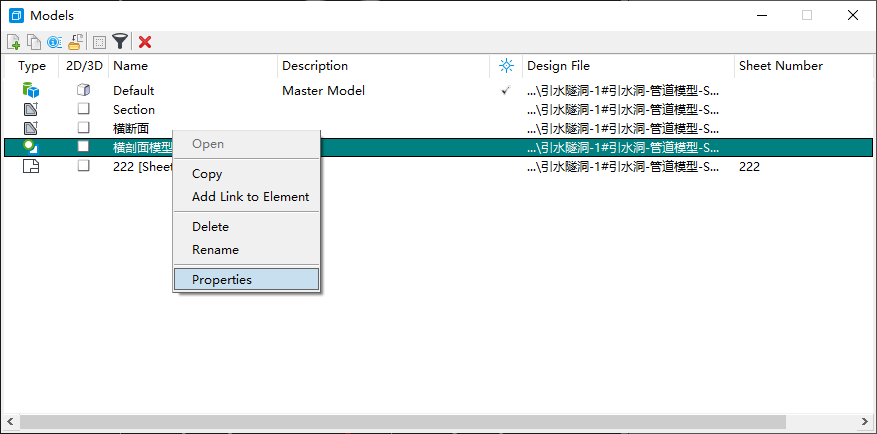 Models
Type 2D/3D Name Description Design File Sheet Number
Default Master Model ...\引水隧洞-1#引水洞-管道模型-S...
Section ...\引水隧洞-1#引水洞-管道模型-S...
横断面 ...\引水隧洞-1#引水洞-管道模型-S...
横剖面模型 ...\引水隧洞-1#引水洞-管道模型-S...
222 [Sheet ...\引水隧洞-1#引水洞-管道模型-S... 222
Open
Copy
Add Link to Element
Delete
Rename
Properties